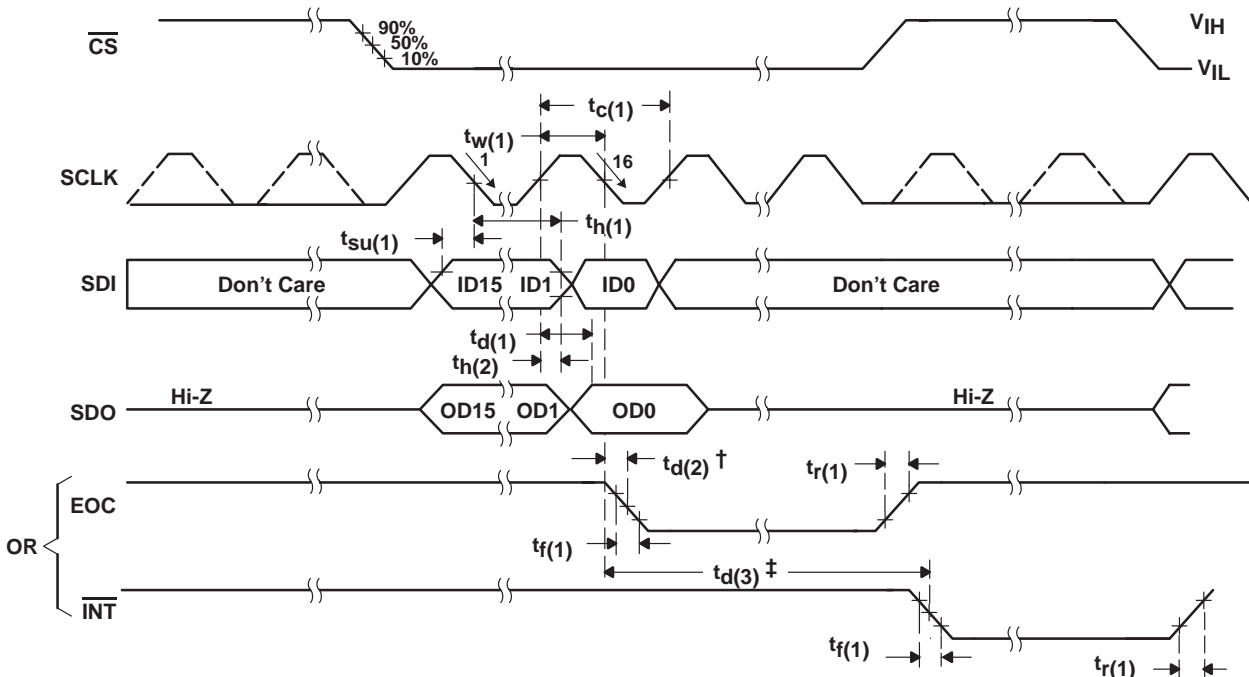 CS
90%
50%
10%
VIH
VIL
tc(1)
tw(1)
1
16
SCLK
th(1)
tsu(1)
SDI
Don't Care
ID15
ID1
ID0
Don't Care
td(1)
th(2)
Hi-Z
SDO
OD15
OD1
OD0
Hi-Z
td(2) †
tr(1)
EOC
tf(1)
OR
td(3) ‡
INT
tf(1)
tr(1)